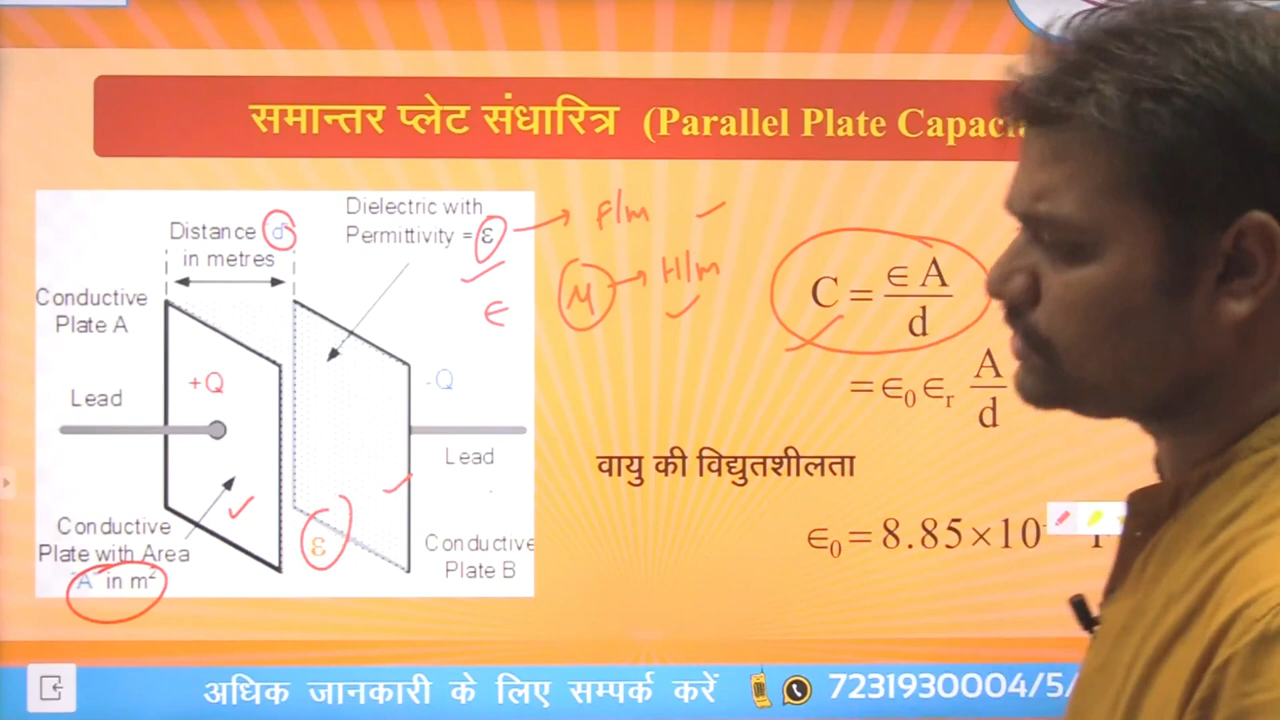 समान्तर प्लेट संधारित्र (Parallel Plate
Dielectric with
Permittivity = ε
→ F/m
Distance "d"
in metres
μ → H/m
∈
Conductive
Plate A
C = ∈ A / d
+Q
-Q
= ∈0 ∈r A / d
Lead
Lead
वायु की विद्युतशीलता
Conductive
Plate with Area
"A" in m²
ε
Conductive
Plate B
∈0 = 8.85×10
अधिक जानकारी के लिए सम्पर्क करें 7231930004/5/